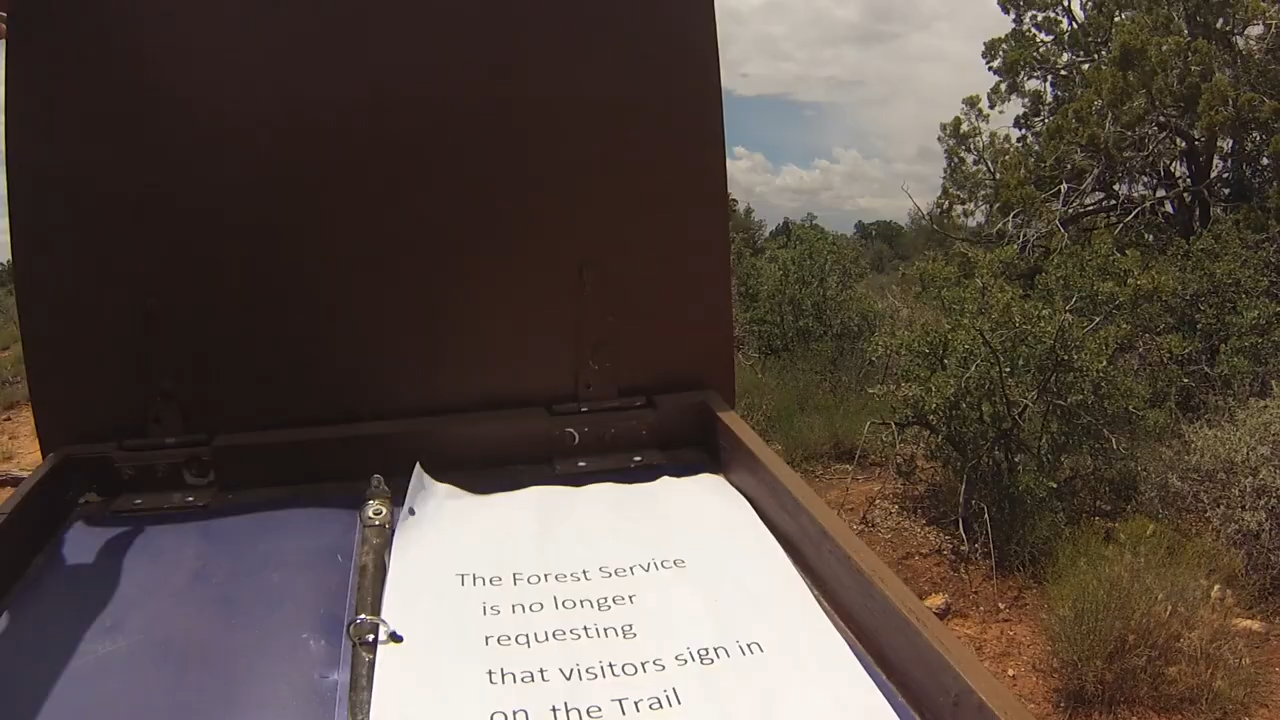 The Forest Service
is no longer
requesting
that visitors sign in
on the Trail